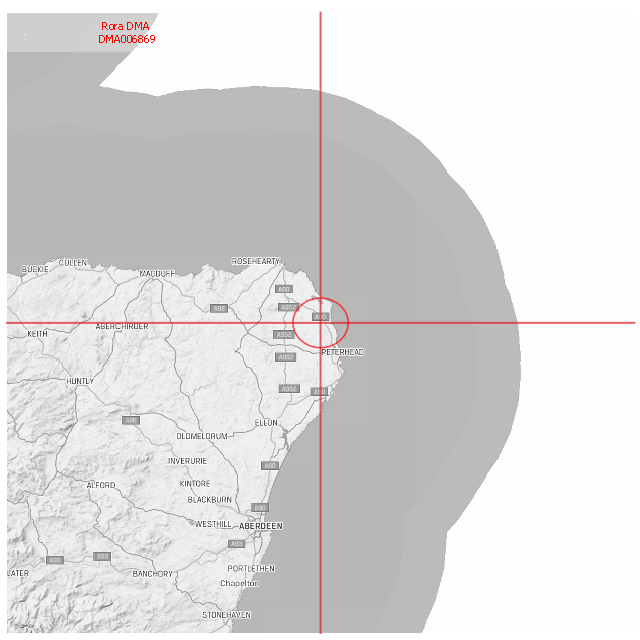 Rora DMA
DMA006869
ROSEHEARTY
CULLEN
BUCKIE
MACDUFF
A90
A98
A952
A90
ABERCHIRDER
KEITH
A952
PETERHEAD
A952
HUNTLY
A952
A90
A96
ELLON
OLDMELDRUM
INVERURIE
A90
ALFORD
KINTORE
BLACKBURN
A90
WESTHILL
ABERDEEN
A93
A93
A93
PORTLETHEN
LATER
BANCHORY
Chapelton
STONEHAVEN